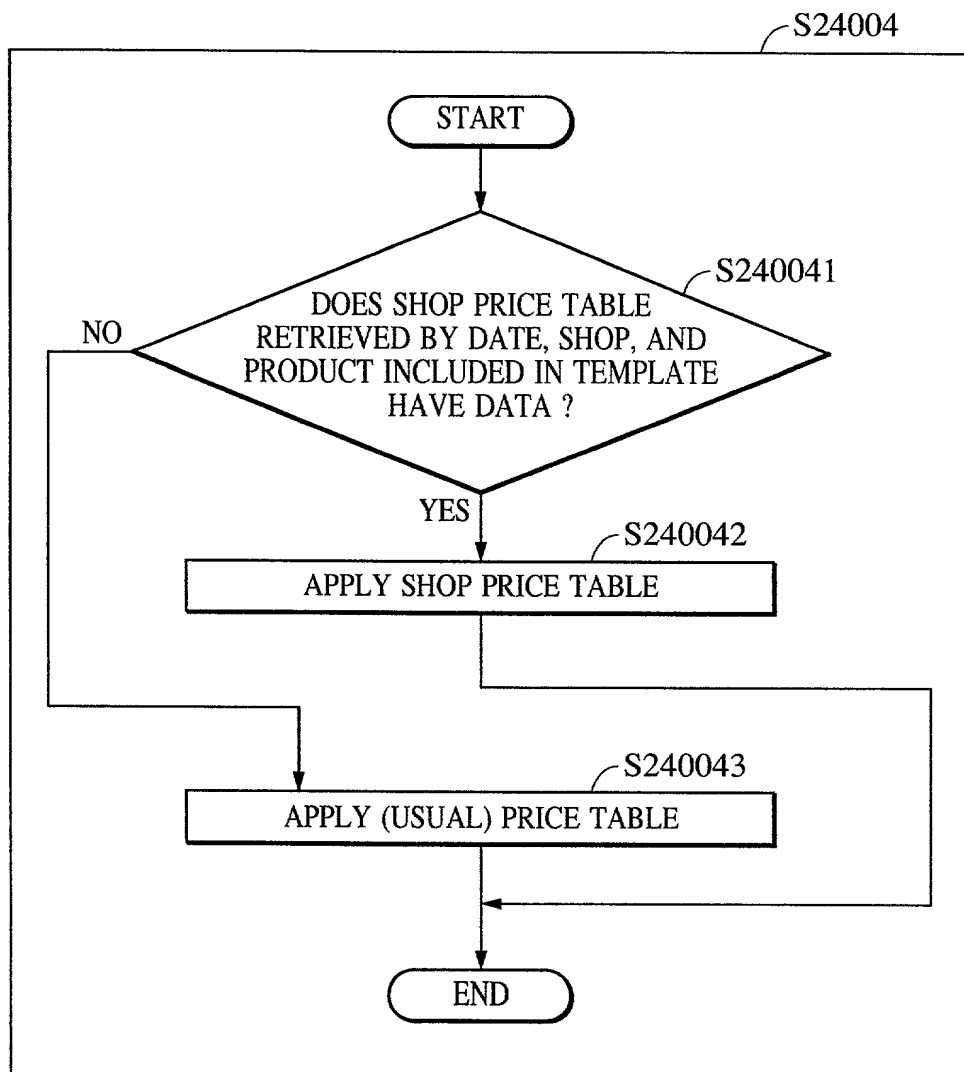 S24004
START
S240041
DOES SHOP PRICE TABLE
RETRIEVED BY DATE, SHOP, AND
PRODUCT INCLUDED IN TEMPLATE
HAVE DATA ?
NO
YES
S240042
APPLY SHOP PRICE TABLE
S240043
APPLY (USUAL) PRICE TABLE
END